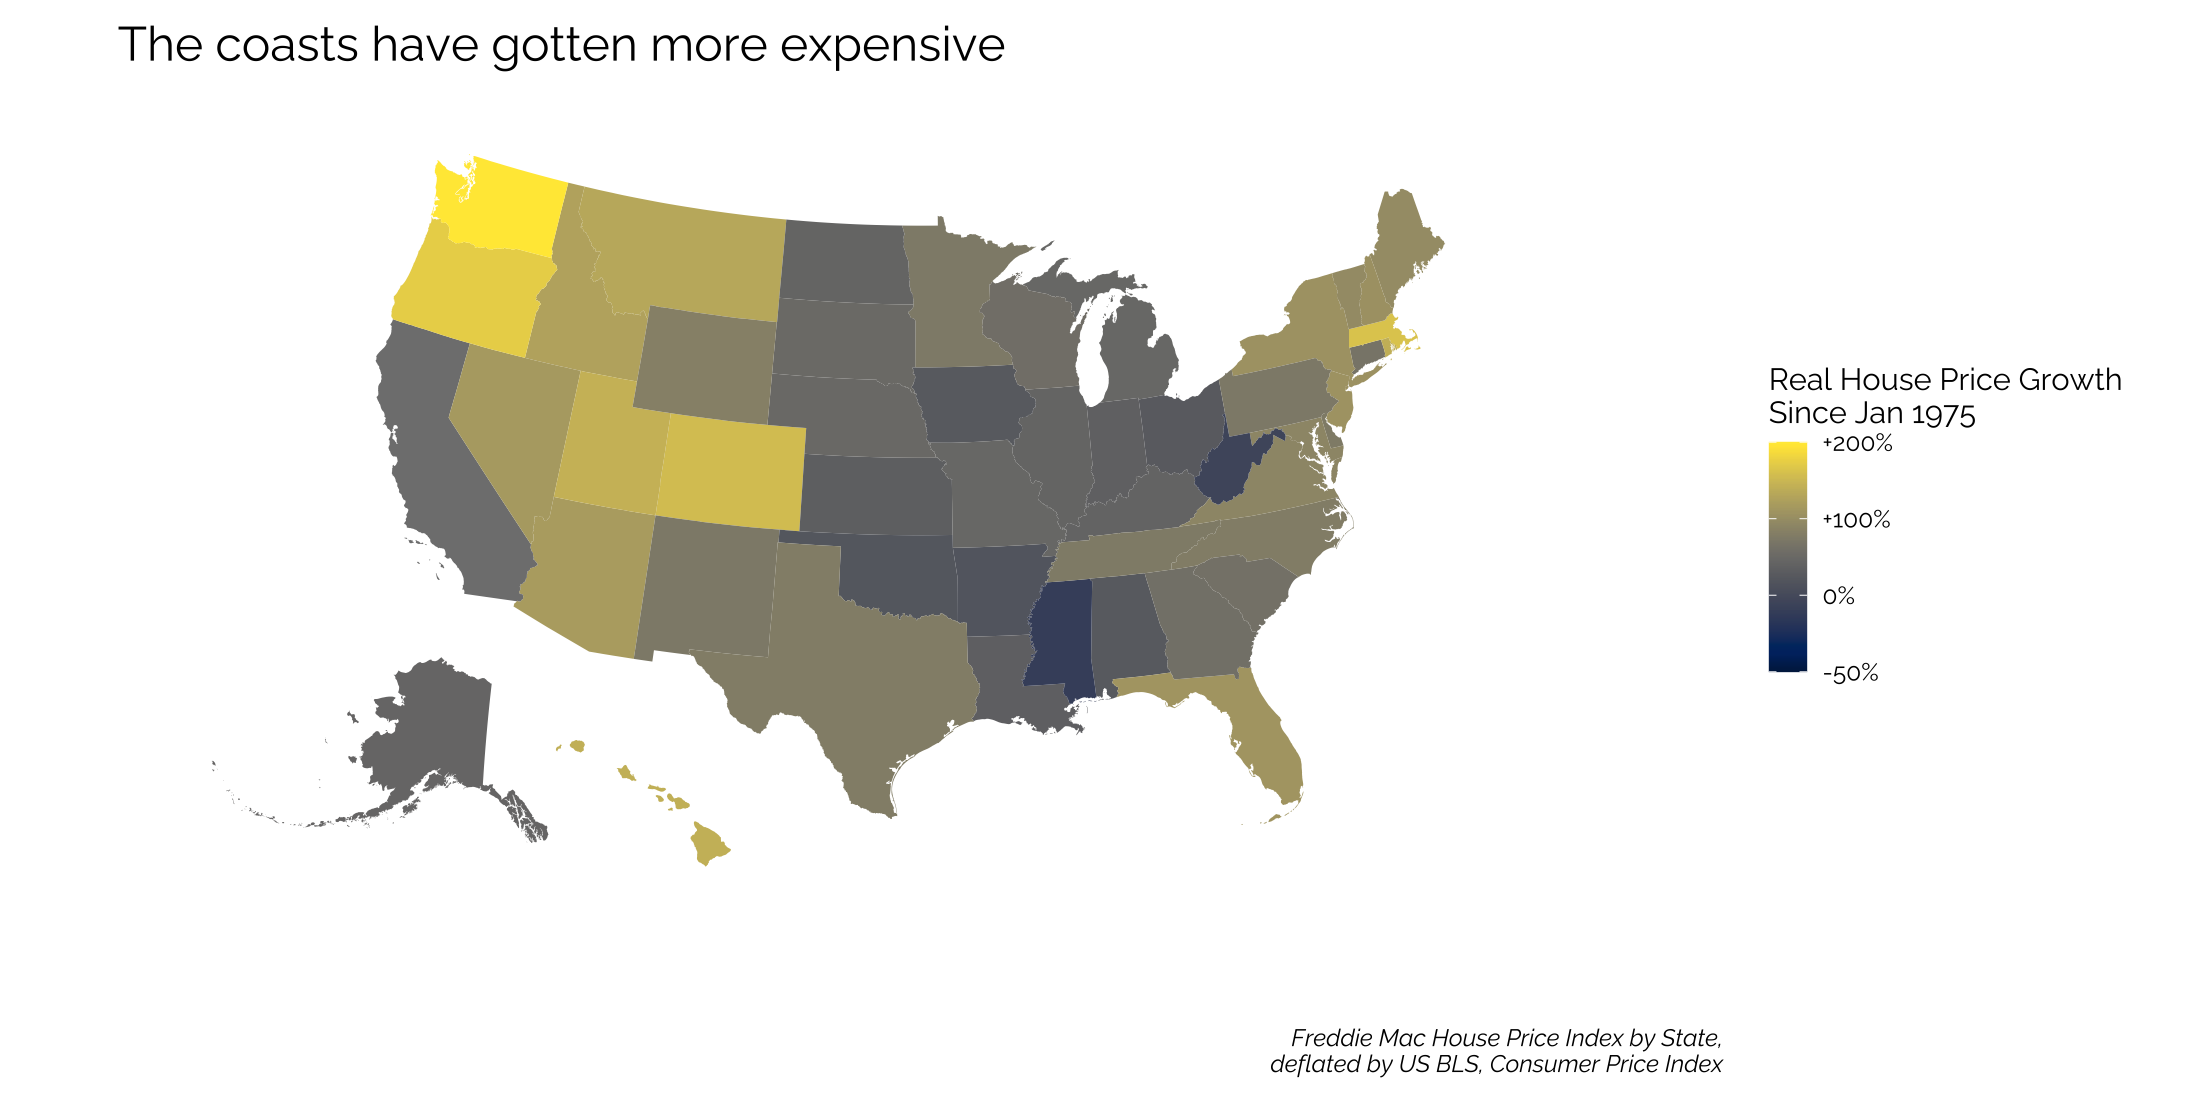 The coasts have gotten more expensive
Real House Price Growth
Since Jan 1975
+200%
+100%
0%
-50%
Freddie Mac House Price Index by State,
deflated by US BLS, Consumer Price Index